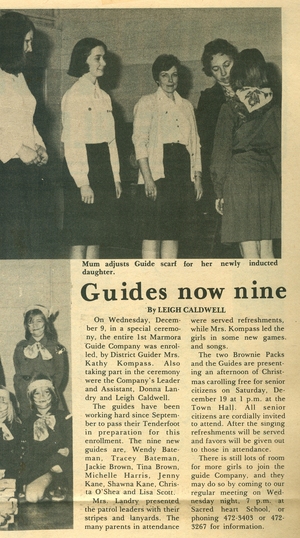 Mum adjusts Guide scarf for her newly inducted
daughter.
Guides now nine
By LEIGH CALDWELL
On Wednesday, Decem-
ber 9, in a special ceremo-
ny, the entire 1st Marmora
Guide Company was enrol-
led, by District Guider Mrs.
Kathy Kompass. Also
taking part in the ceremony
were the Company's Leader
and Assistant, Donna Lan-
dry and Leigh Caldwell.
The guides have been
working hard since Septem-
ber to pass their Tenderfoot
in preparation for this
enrollment. The nine new
guides are, Wendy Bate-
man, Tracey Bateman,
Jackie Brown, Tina Brown,
Michelle Harris, Jenny
Kane, Shawna Kane, Chris-
ta O'Shea and Lisa Scott.
Mrs. Landry presented
the patrol leaders with their
stripes and lanyards. The
many parents in attendance
were served refreshments,
while Mrs. Kompass led the
girls in some new games
and songs.
The two Brownie Packs
and the Guides are present-
ing an afternoon of Christ-
mas carolling free for senior
citizens on Saturday, De-
cember 19 at 1 p.m. at the
Town Hall. All senior
citizens are cordially invited
to attend. After the singing
refreshments will be served
and favors will be given out
to those in attendance.
There is still lots of room
for more girls to join the
guide Company, and they
may do so by coming to our
regular meeting on Wed-
nesday night, 7 p.m. at
Sacred heart School, or
phoning 472-3403 or 472-
3267 for information.